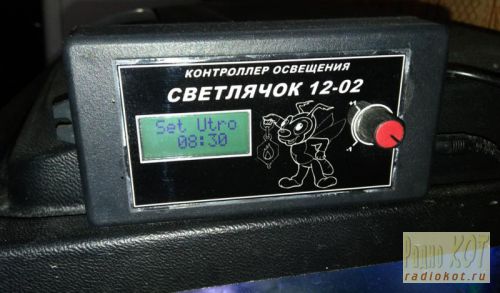 КОНТРОЛЛЕР ОСВЕЩЕНИЯ
СВЕТЛЯЧОК 12-02
Set Utro
08:30
Радио КОТ
radiokot.ru